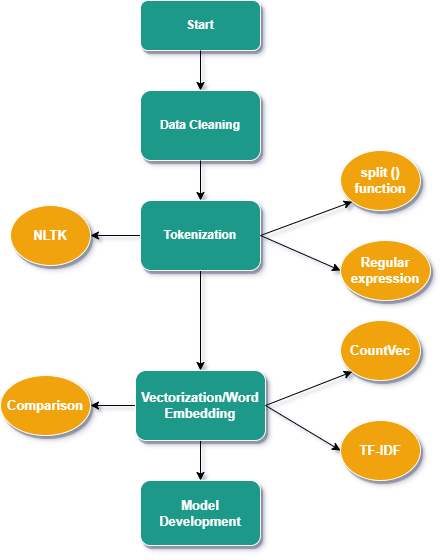 Start
Data Cleaning
split ()
function
NLTK
Tokenization
Regular
expression
CountVec
Vectorization/Word
Embedding
Comparison
TF-IDF
Model
Development